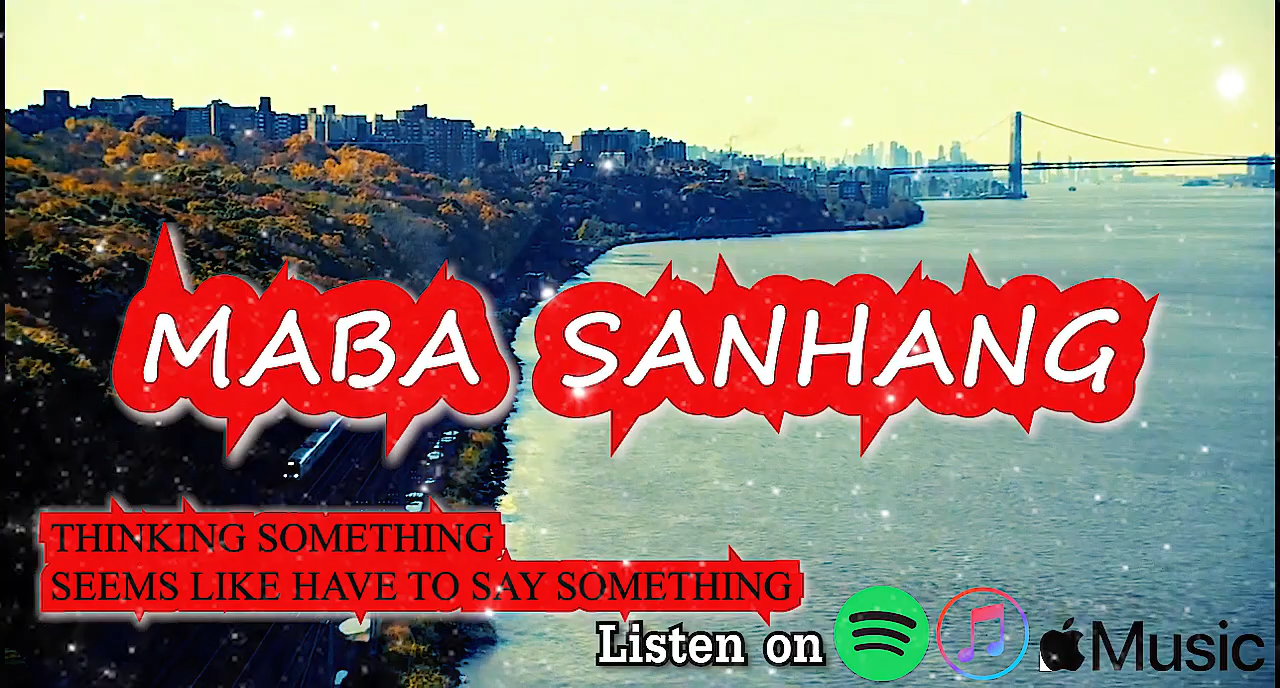 MABA SANHANG
THINKING SOMETHING
SEEMS LIKE HAVE TO SAY SOMETHING
Listen on
Music